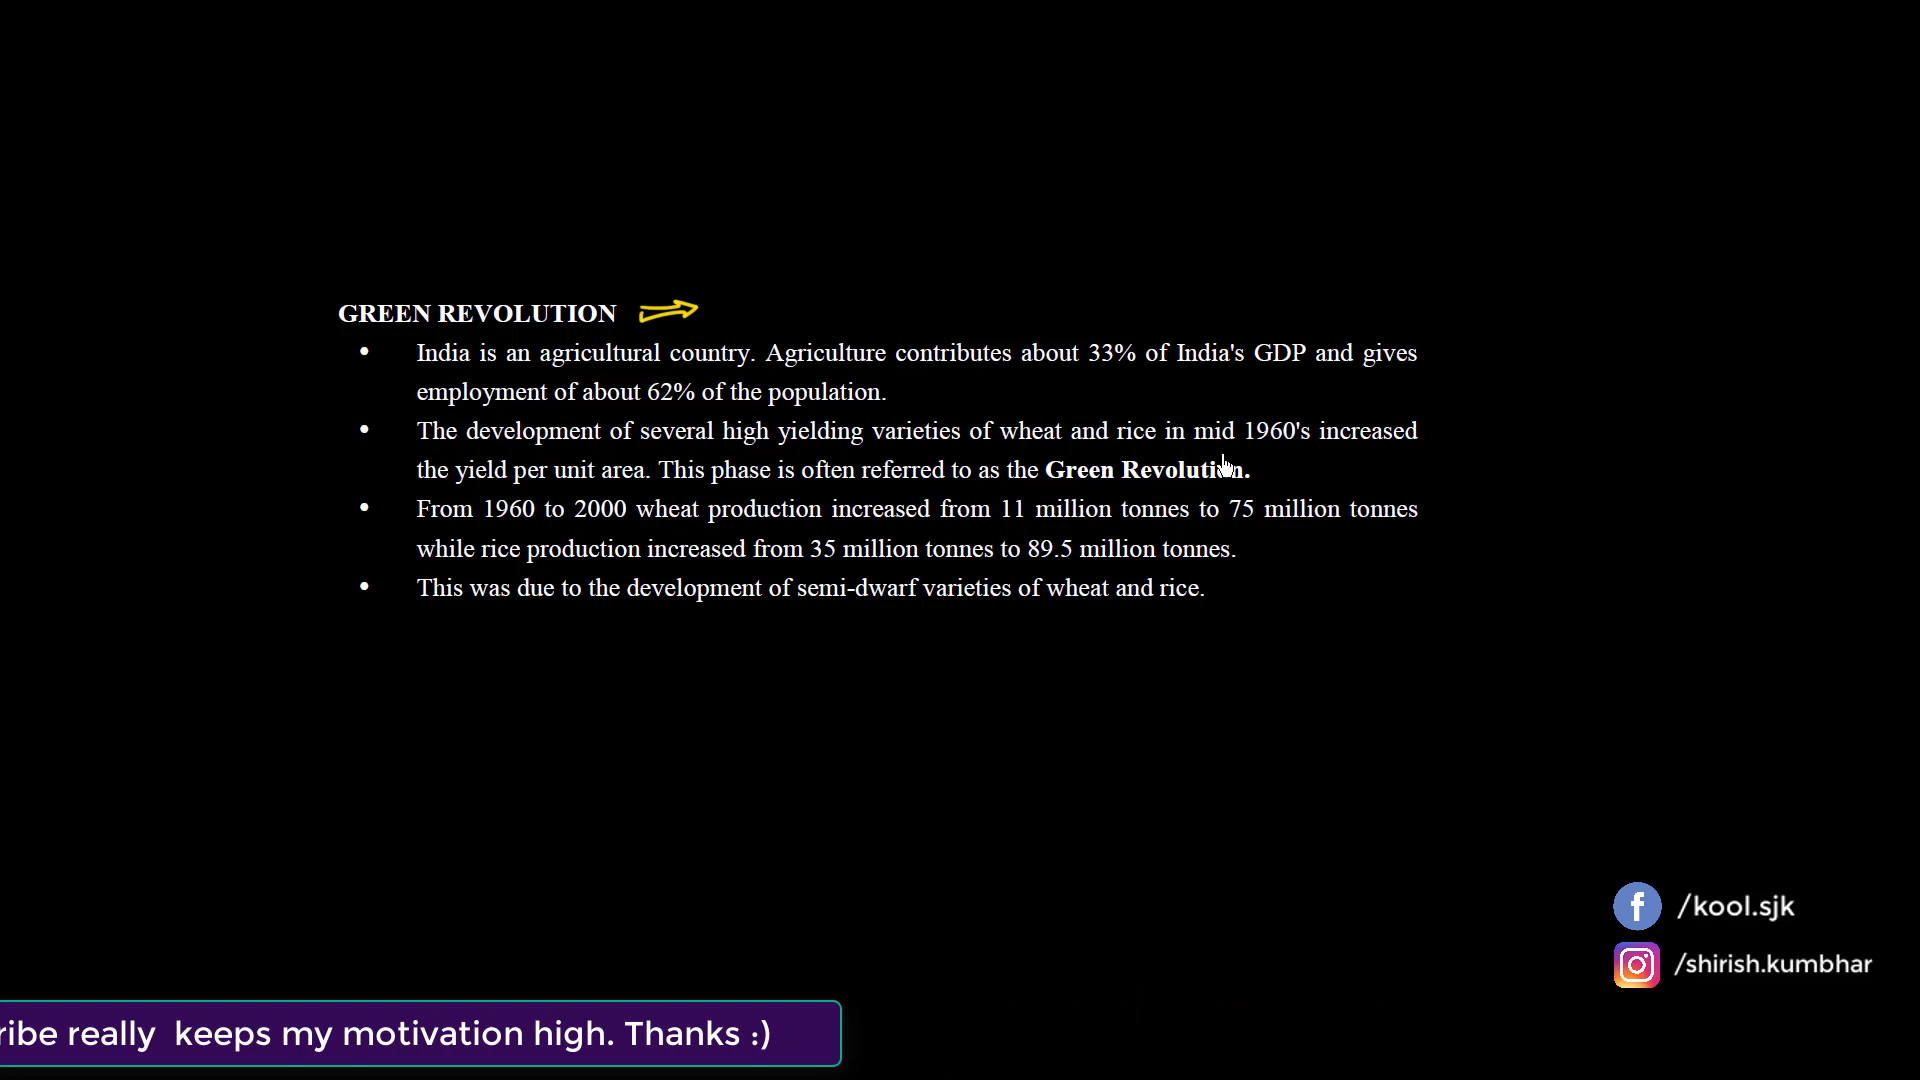 GREEN REVOLUTION
• India is an agricultural country. Agriculture contributes about 33% of India's GDP and gives
employment of about 62% of the population.
• The development of several high yielding varieties of wheat and rice in mid 1960's increased
the yield per unit area. This phase is often referred to as the Green Revolution.
• From 1960 to 2000 wheat production increased from 11 million tonnes to 75 million tonnes
while rice production increased from 35 million tonnes to 89.5 million tonnes.
• This was due to the development of semi-dwarf varieties of wheat and rice.
/kool.sjk
/shirish.kumbhar
ribe really keeps my motivation high. Thanks :)